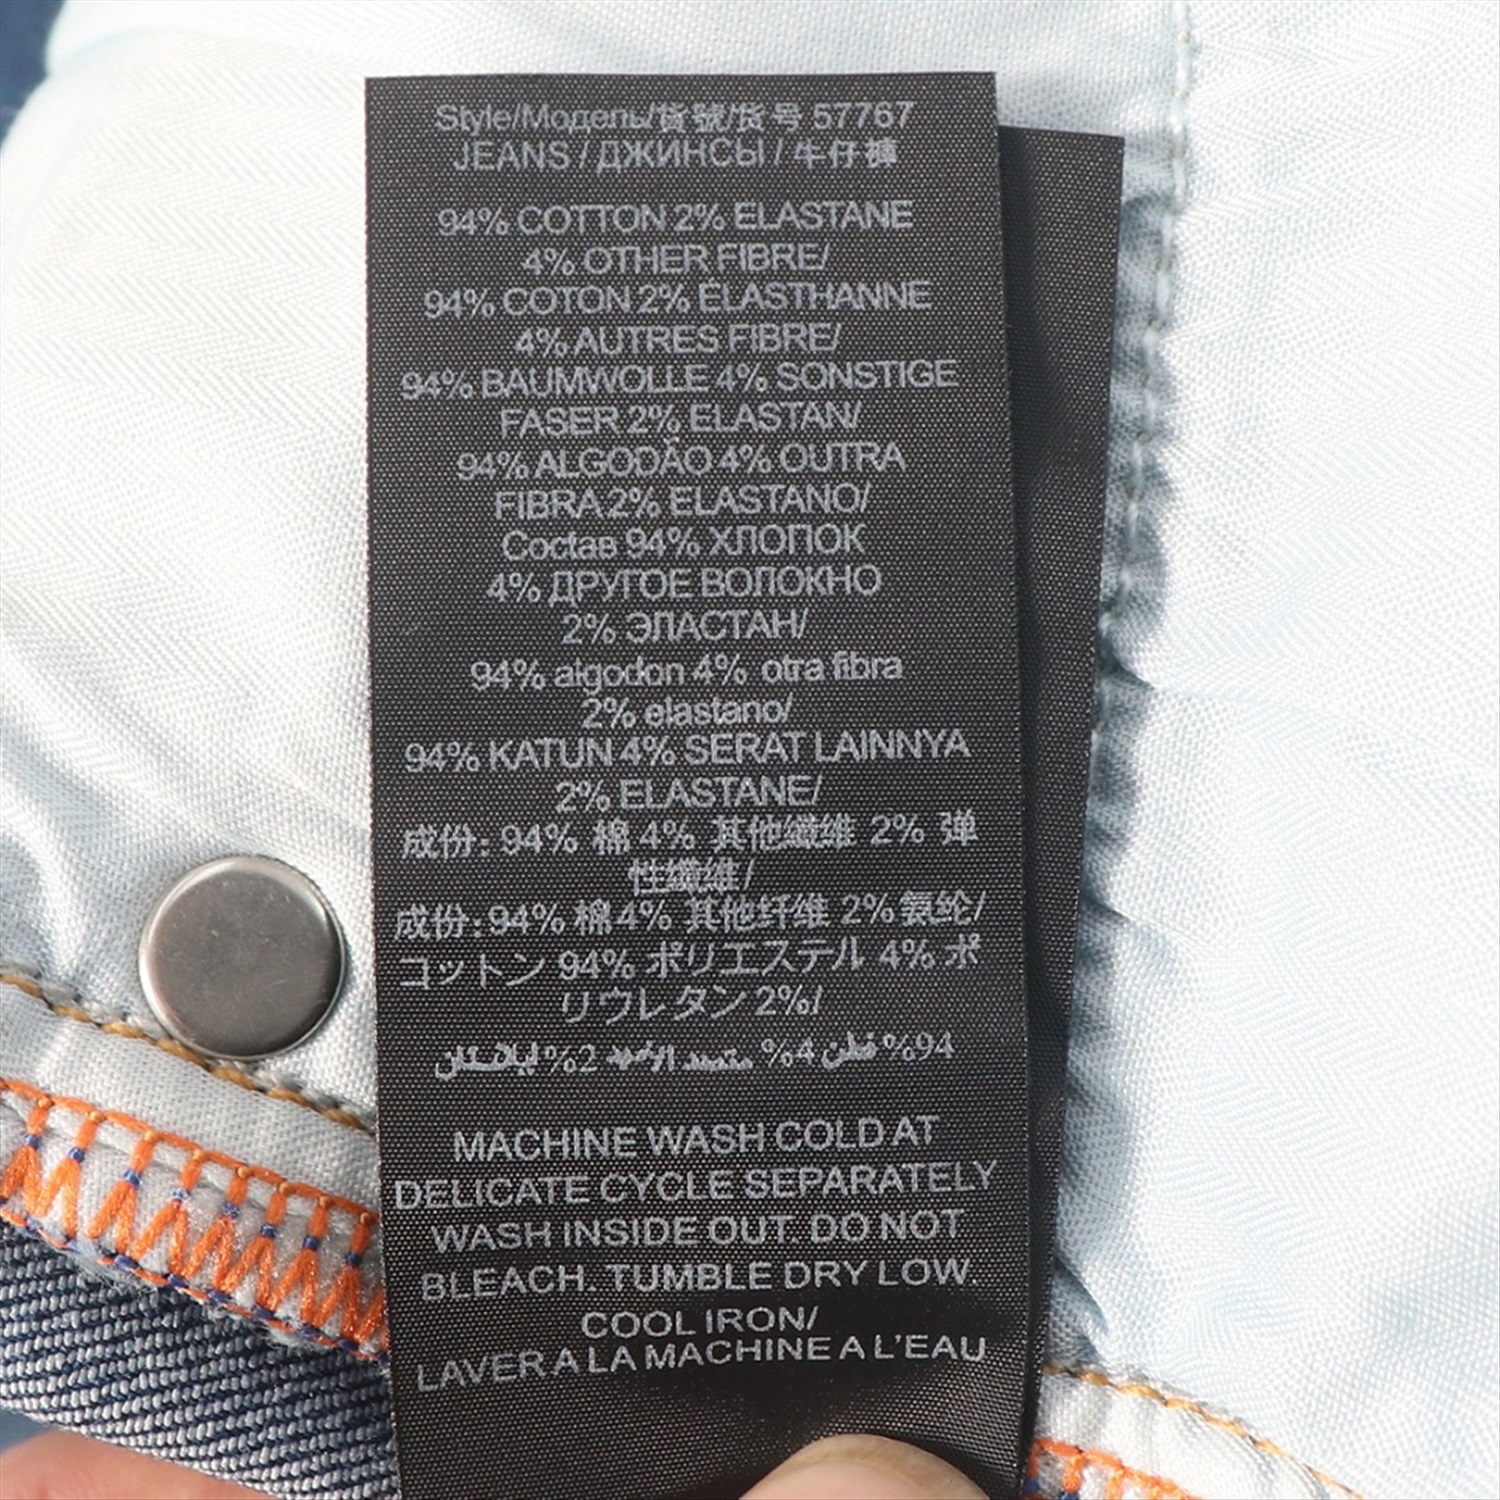 Style/Модель/貨號/货号 57767
JEANS / ДЖИНСЫ / 牛仔褲
94% COTTON 2% ELASTANE
4% OTHER FIBRE/
94% COTON 2% ELASTHANNE
4% AUTRES FIBRE/
94% BAUMWOLLE 4% SONSTIGE
FASER 2% ELASTAN/
94% ALGODÃO 4% OUTRA
FIBRA 2% ELASTANO/
Coctaв 94% ХЛОПОК
4% ДРУГОЕ ВОЛОКНО
2% ЭЛАСТАН/
94% algodon 4% otra fibra
2% elastano/
94% KATUN 4% SERAT LAINNYA
2% ELASTANE/
成份: 94% 棉 4% 其他纖維 2% 弹
性纖維/
成份: 94% 棉 4% 其他纤维 2% 氨纶/
コットン 94% ポリエステル 4% ポ
リウレタン 2%/
%94 قطن %4 %2
MACHINE WASH COLD AT
DELICATE CYCLE SEPARATELY
WASH INSIDE OUT. DO NOT
BLEACH. TUMBLE DRY LOW.
COOL IRON/
LAVER A LA MACHINE A L'EAU